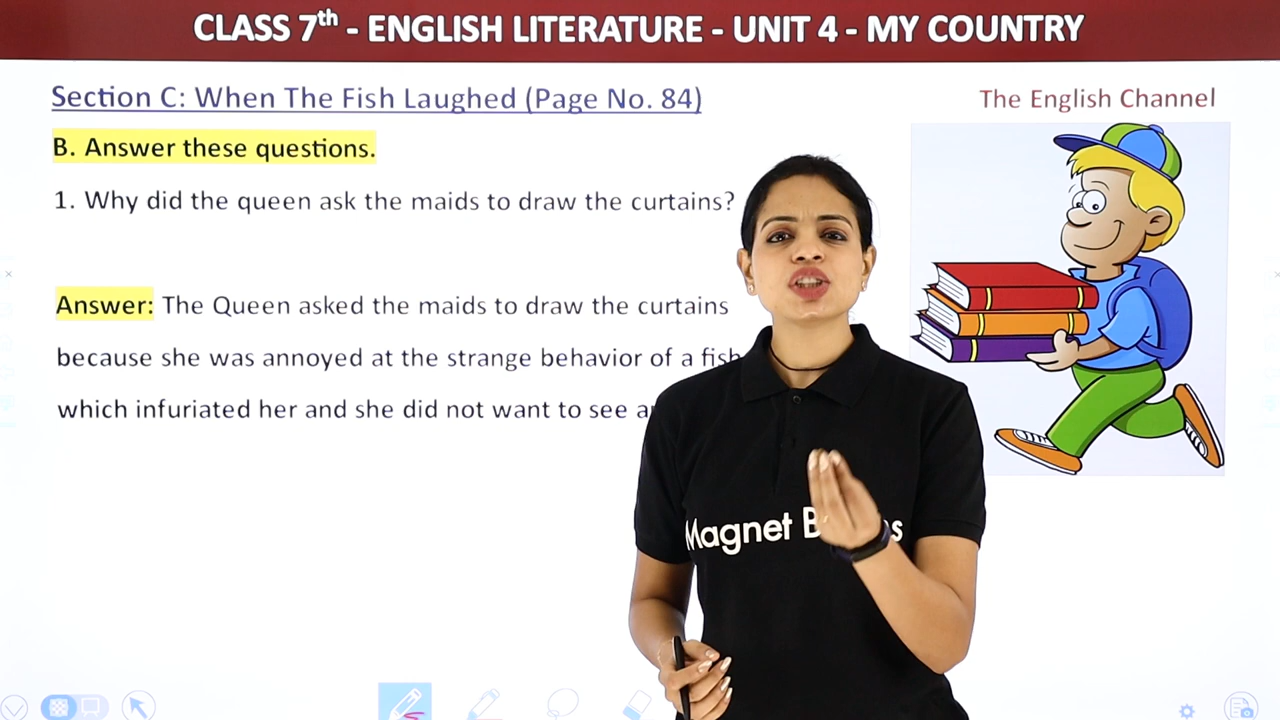 CLASS 7th - ENGLISH LITERATURE - UNIT 4 - MY COUNTRY
Section C: When The Fish Laughed (Page No. 84)
The English Channel
B. Answer these questions.
1. Why did the queen ask the maids to draw the curtains?
Answer: The Queen asked the maids to draw the curtains
because she was annoyed at the strange behavior of a fish
which infuriated her and she did not want to see
Magnet